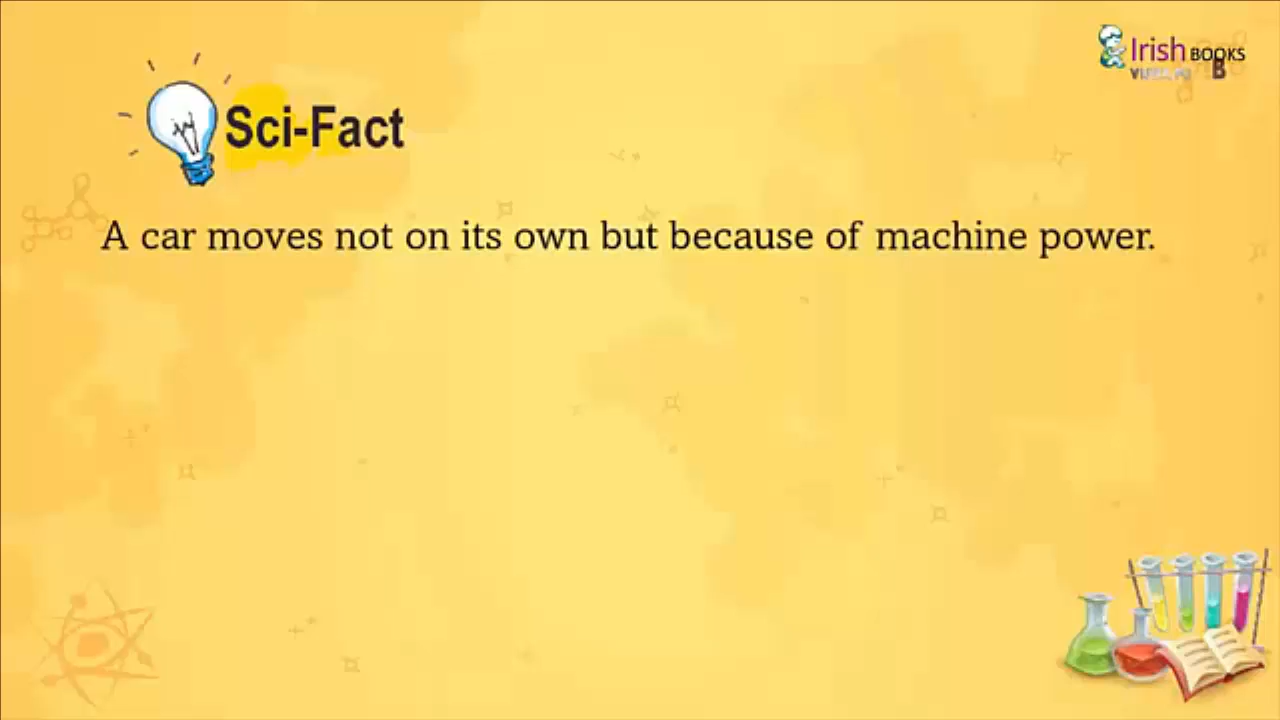 Irish BOOKS
Sci-Fact
A car moves not on its own but because of machine power.